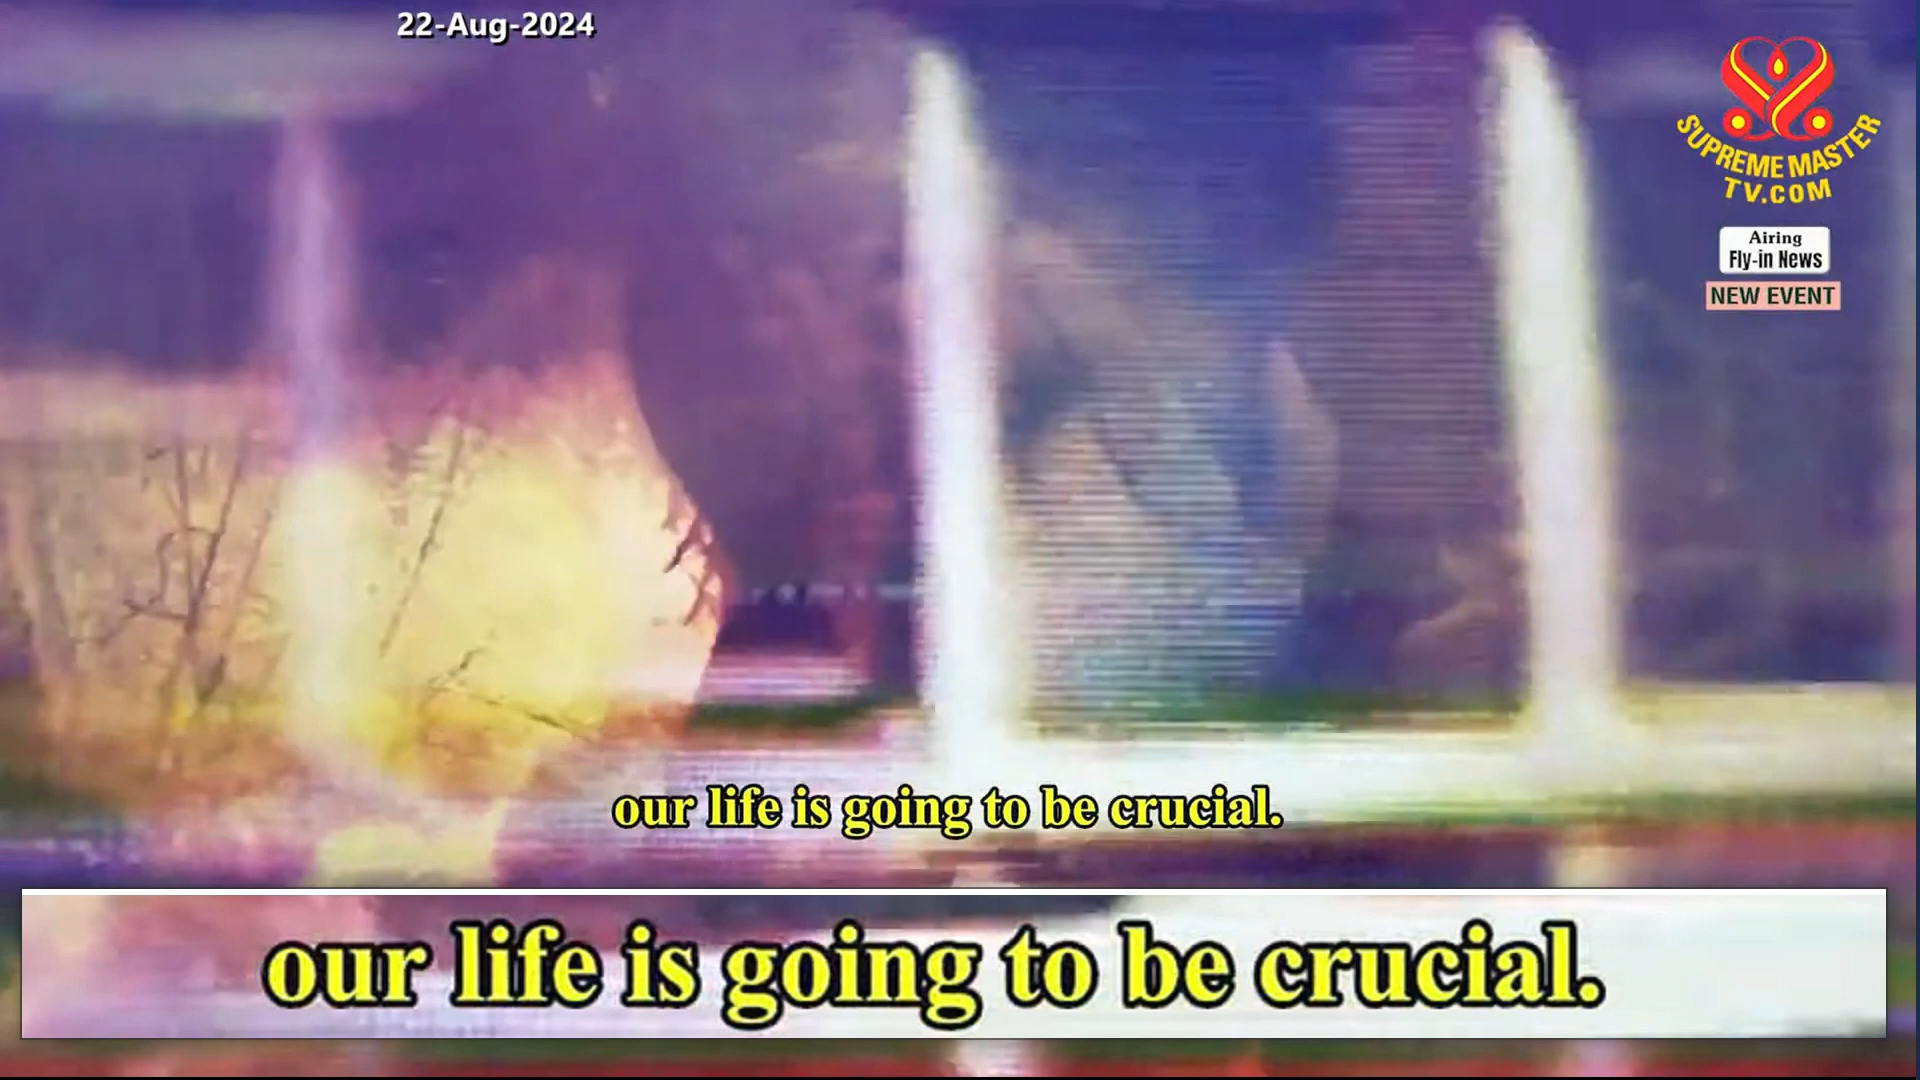 22-Aug-2024
SUPREME MASTER
TV.COM
Airing
Fly-in News
NEW EVENT
our life is going to be crucial.
our life is going to be crucial.